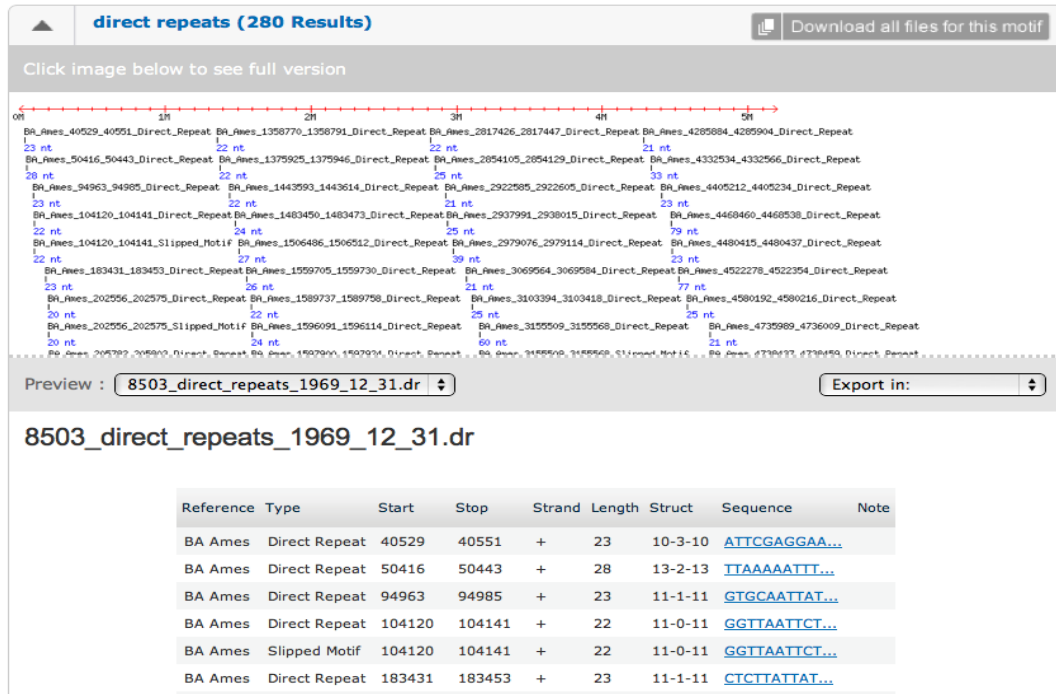 direct repeats (280 Results)
Download all files for this motif
Click image below to see full version
0M 1M 2M 3M 4M 5M
BA_Ames_40529_40551_Direct_Repeat BA_Ames_1358770_1358791_Direct_Repeat BA_Ames_2817426_2817447_Direct_Repeat BA_Ames_4285884_4285904_Direct_Repeat
23 nt 22 nt 22 nt 21 nt
BA_Ames_50416_50443_Direct_Repeat BA_Ames_1375925_1375946_Direct_Repeat BA_Ames_2854105_2854129_Direct_Repeat BA_Ames_4332534_4332566_Direct_Repeat
28 nt 22 nt 25 nt 33 nt
BA_Ames_94963_94985_Direct_Repeat BA_Ames_1443593_1443614_Direct_Repeat BA_Ames_2922585_2922605_Direct_Repeat BA_Ames_4405212_4405234_Direct_Repeat
23 nt 22 nt 21 nt 23 nt
BA_Ames_104120_104141_Direct_Repeat BA_Ames_1483450_1483473_Direct_Repeat BA_Ames_2937991_2938015_Direct_Repeat BA_Ames_4468460_4468538_Direct_Repeat
22 nt 24 nt 25 nt 79 nt
BA_Ames_104120_104141_Slipped_Motif BA_Ames_1506486_1506512_Direct_Repeat BA_Ames_2979076_2979114_Direct_Repeat BA_Ames_4480415_4480437_Direct_Repeat
22 nt 27 nt 39 nt 23 nt
BA_Ames_183431_183453_Direct_Repeat BA_Ames_1559705_1559730_Direct_Repeat BA_Ames_3069564_3069584_Direct_Repeat BA_Ames_4522278_4522354_Direct_Repeat
23 nt 26 nt 21 nt 77 nt
BA_Ames_202556_202575_Direct_Repeat BA_Ames_1589737_1589758_Direct_Repeat BA_Ames_3103394_3103418_Direct_Repeat BA_Ames_4580192_4580216_Direct_Repeat
20 nt 22 nt 25 nt 25 nt
BA_Ames_202556_202575_Slipped_Motif BA_Ames_1596091_1596114_Direct_Repeat BA_Ames_3155509_3155568_Direct_Repeat BA_Ames_4735989_4736009_Direct_Repeat
20 nt 24 nt 60 nt 21 nt
Preview : 8503_direct_repeats_1969_12_31.dr Export in:
8503_direct_repeats_1969_12_31.dr
Reference Type Start Stop Strand Length Struct Sequence Note
BA Ames Direct Repeat 40529 40551 + 23 10-3-10 ATTCGAGGAA...
BA Ames Direct Repeat 50416 50443 + 28 13-2-13 TTAAAAATTT...
BA Ames Direct Repeat 94963 94985 + 23 11-1-11 GTGCAATTAT...
BA Ames Direct Repeat 104120 104141 + 22 11-0-11 GGTTAATTCT...
BA Ames Slipped Motif 104120 104141 + 22 11-0-11 GGTTAATTCT...
BA Ames Direct Repeat 183431 183453 + 23 11-1-11 CTCTTATTAT...